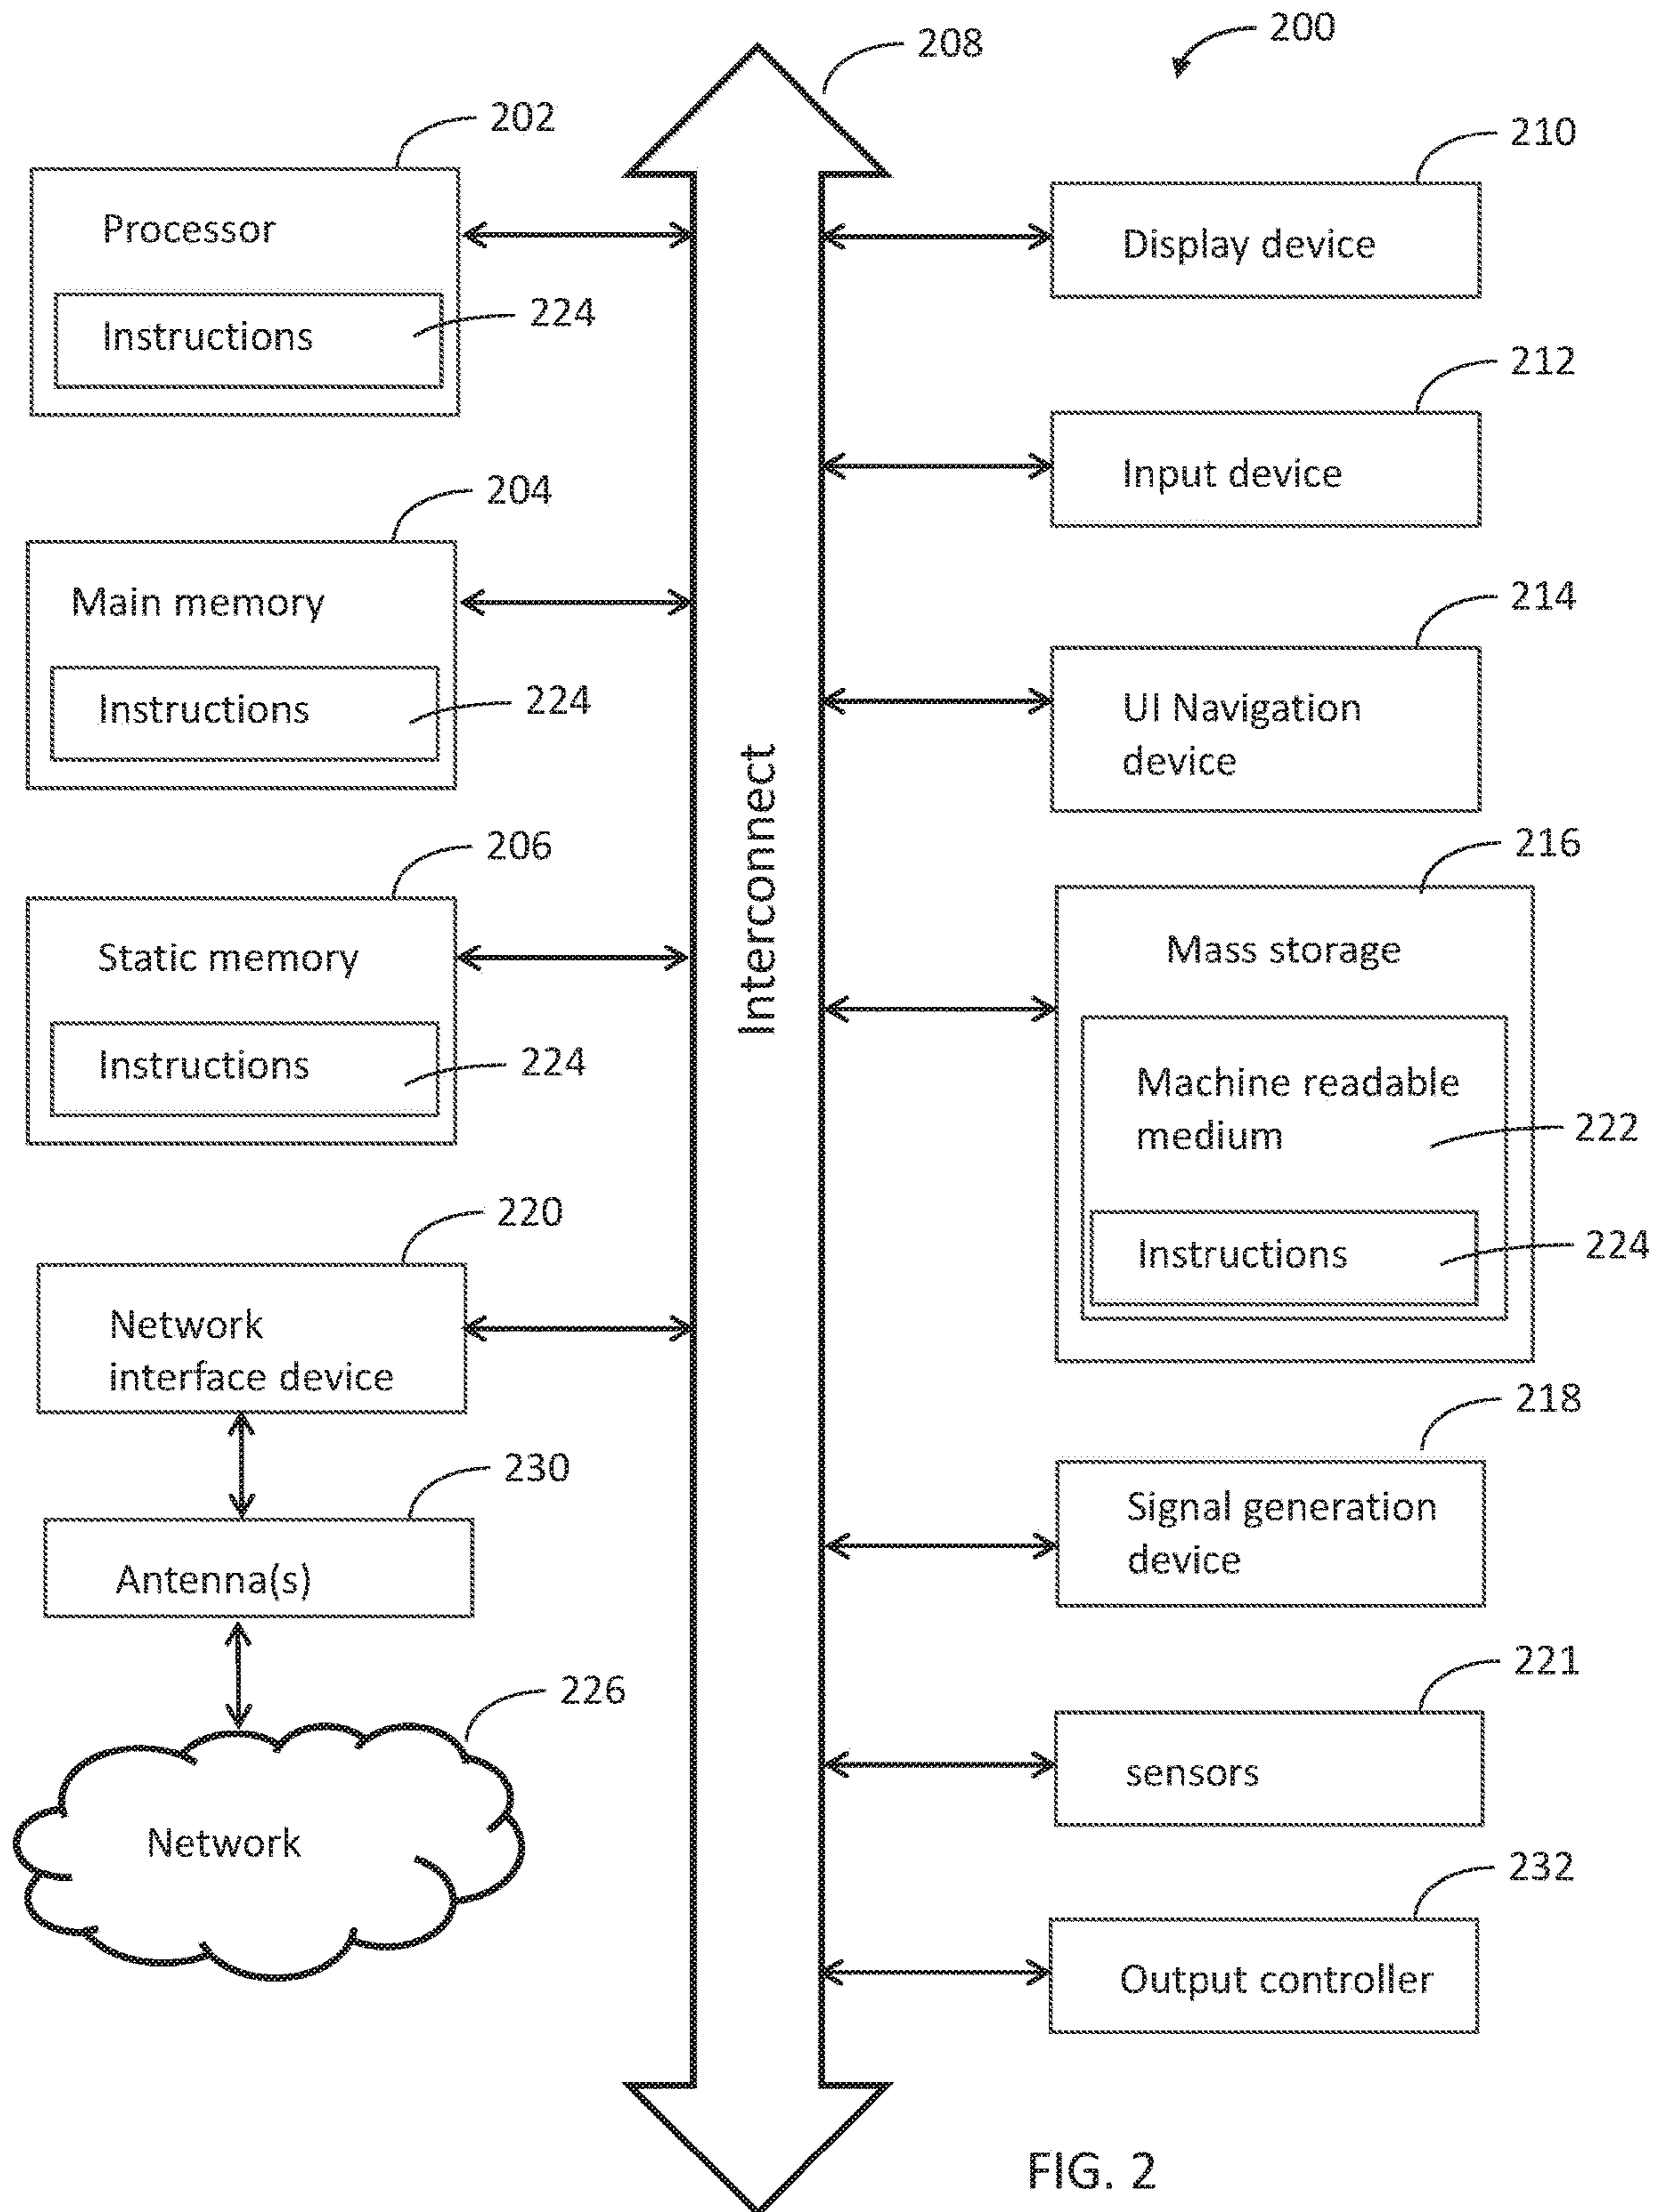 200
208
202
Processor
Instructions
224
204
Main memory
Instructions
224
206
Static memory
Instructions
224
220
Network
interface device
230
Antenna(s)
226
Network
Interconnect
210
Display device
212
Input device
214
UI Navigation
device
216
Mass storage
Machine readable
medium
222
Instructions
224
218
Signal generation
device
221
sensors
232
Output controller
FIG. 2